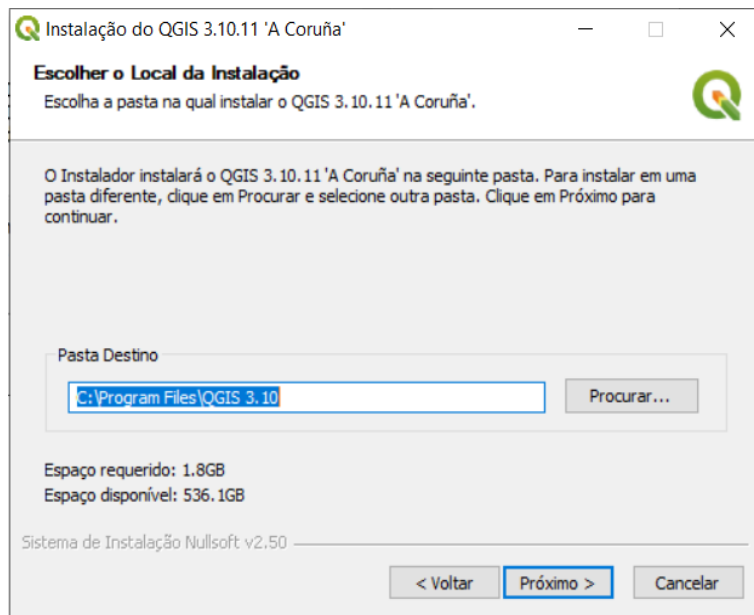 Instalação do QGIS 3.10.11 'A Coruña'
Escolher o Local da Instalação
Escolha a pasta na qual instalar o QGIS 3.10.11 'A Coruña'.
O Instalador instalará o QGIS 3.10.11 'A Coruña' na seguinte pasta. Para instalar em uma
pasta diferente, clique em Procurar e selecione outra pasta. Clique em Próximo para
continuar.
Pasta Destino
C:\Program Files\QGIS 3.10
Procurar...
Espaço requerido: 1.8GB
Espaço disponível: 536.1GB
Sistema de Instalação Nullsoft v2.50
< Voltar
Próximo >
Cancelar